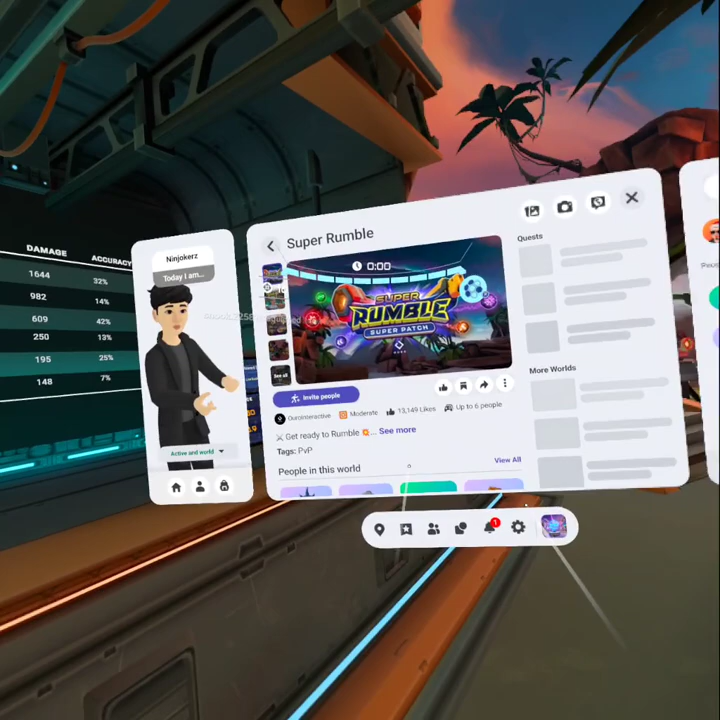 DAMAGE ACCURACY
1644 32%
982 14%
609 42%
250 13%
195 25%
148 7%
Ninjokerz
Today I am...
Active and world
Super Rumble
0:00
SUPER
RUMBLE
SUPER PATCH
See all
Invite people
OuroInteractive
Moderate
13,149 Likes
Up to 6 people
Get ready to Rumble 💥... See more
Tags: PvP
People in this world
View All
Quests
More Worlds
1